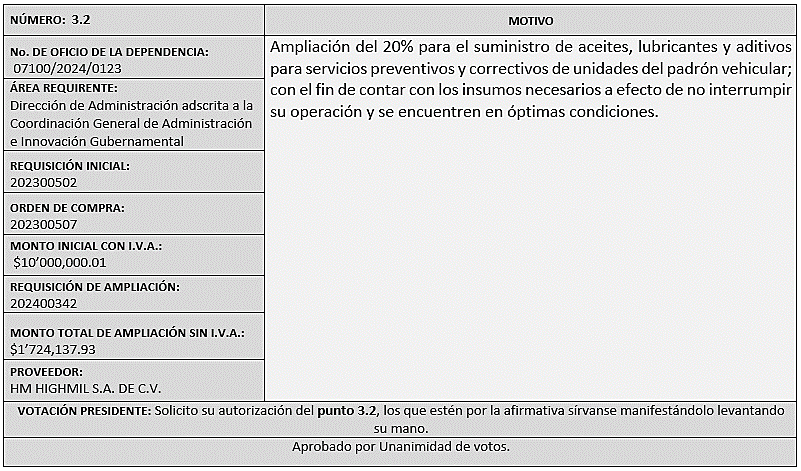 NÚMERO: 3.2
MOTIVO
No. DE OFICIO DE LA DEPENDENCIA:
07100/2024/0123
ÁREA REQUIRENTE:
Dirección de Administración adscrita a la
Coordinación General de Administración
e Innovación Gubernamental
REQUISICIÓN INICIAL:
202300502
ORDEN DE COMPRA:
202300507
MONTO INICIAL CON I.V.A.:
$10’000,000.01
REQUISICIÓN DE AMPLIACIÓN:
202400342
MONTO TOTAL DE AMPLIACIÓN SIN I.V.A.:
$1’724,137.93
PROVEEDOR:
HM HIGHMIL S.A. DE C.V.
Ampliación del 20% para el suministro de aceites, lubricantes y aditivos
para servicios preventivos y correctivos de unidades del padrón vehicular;
con el fin de contar con los insumos necesarios a efecto de no interrumpir
su operación y se encuentren en óptimas condiciones.
VOTACIÓN PRESIDENTE: Solicito su autorización del punto 3.2, los que estén por la afirmativa sírvanse manifestándolo levantando
su mano.
Aprobado por Unanimidad de votos.